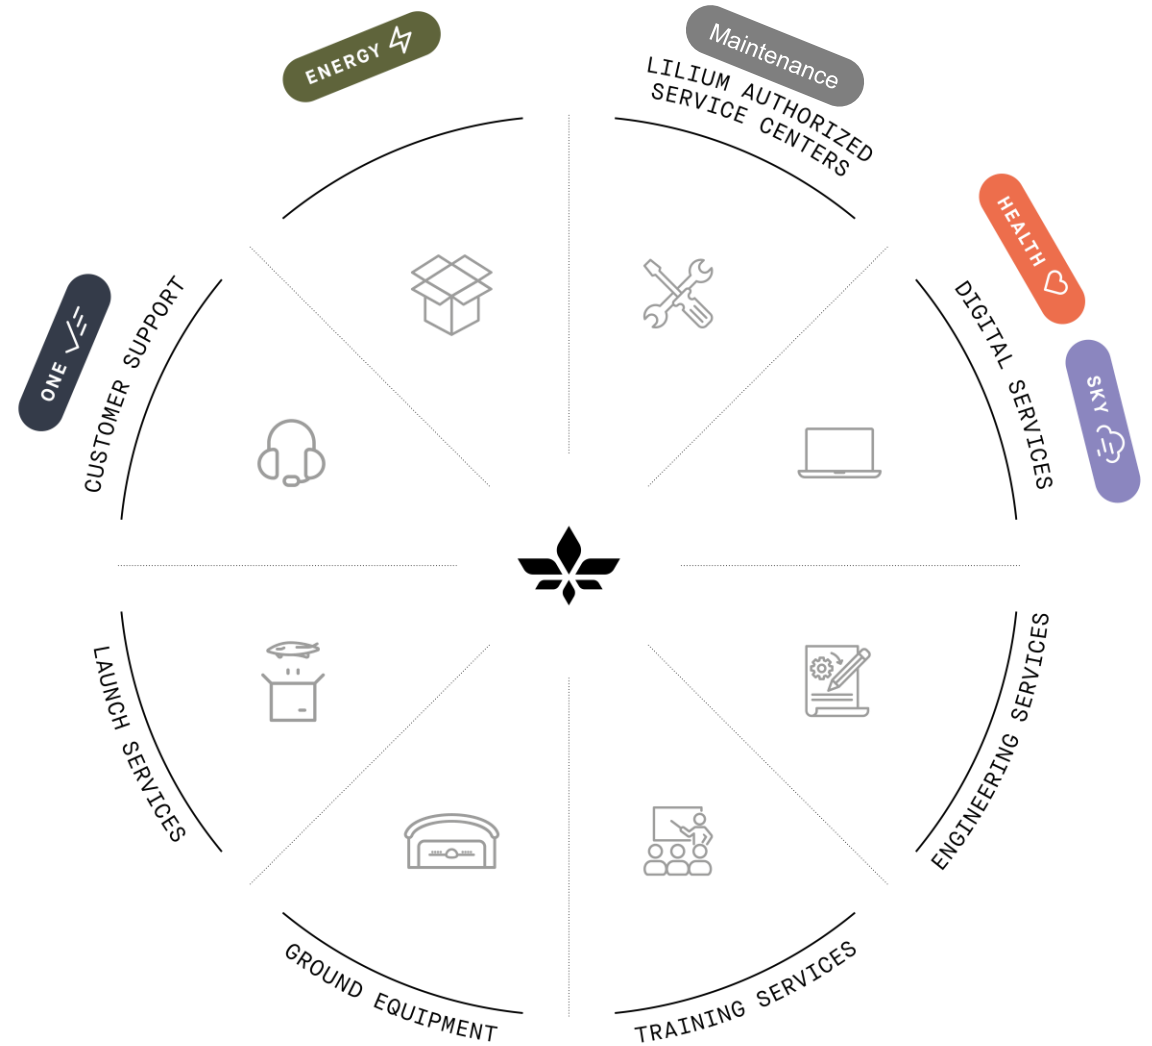 ENERGY
Maintenance
LILIUM AUTHORIZED
SERVICE CENTERS
HEALTH
DIGITAL SERVICES
SKY
ONE
CUSTOMER SUPPORT
ENGINEERING SERVICES
LAUNCH SERVICES
GROUND EQUIPMENT
TRAINING SERVICES